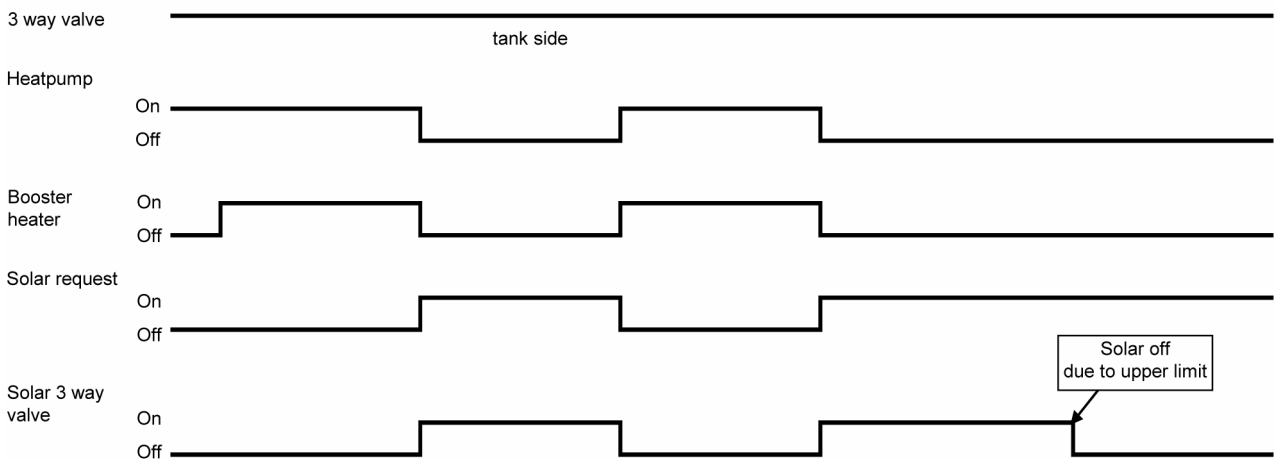 3 way valve
tank side
Heatpump
On
Off
Booster
heater
On
Off
Solar request
On
Off
Solar off
due to upper limit
Solar 3 way
valve
On
Off